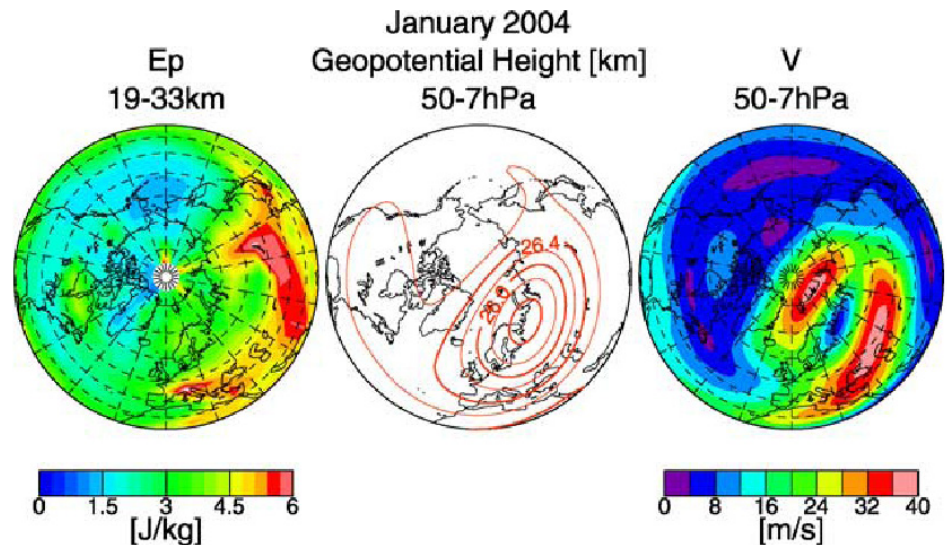 January 2004
Ep
Geopotential Height [km]
V
19-33km
50-7hPa
50-7hPa
26.4
0 1.5 3 4.5 6
[J/kg]
0 8 16 24 32 40
[m/s]